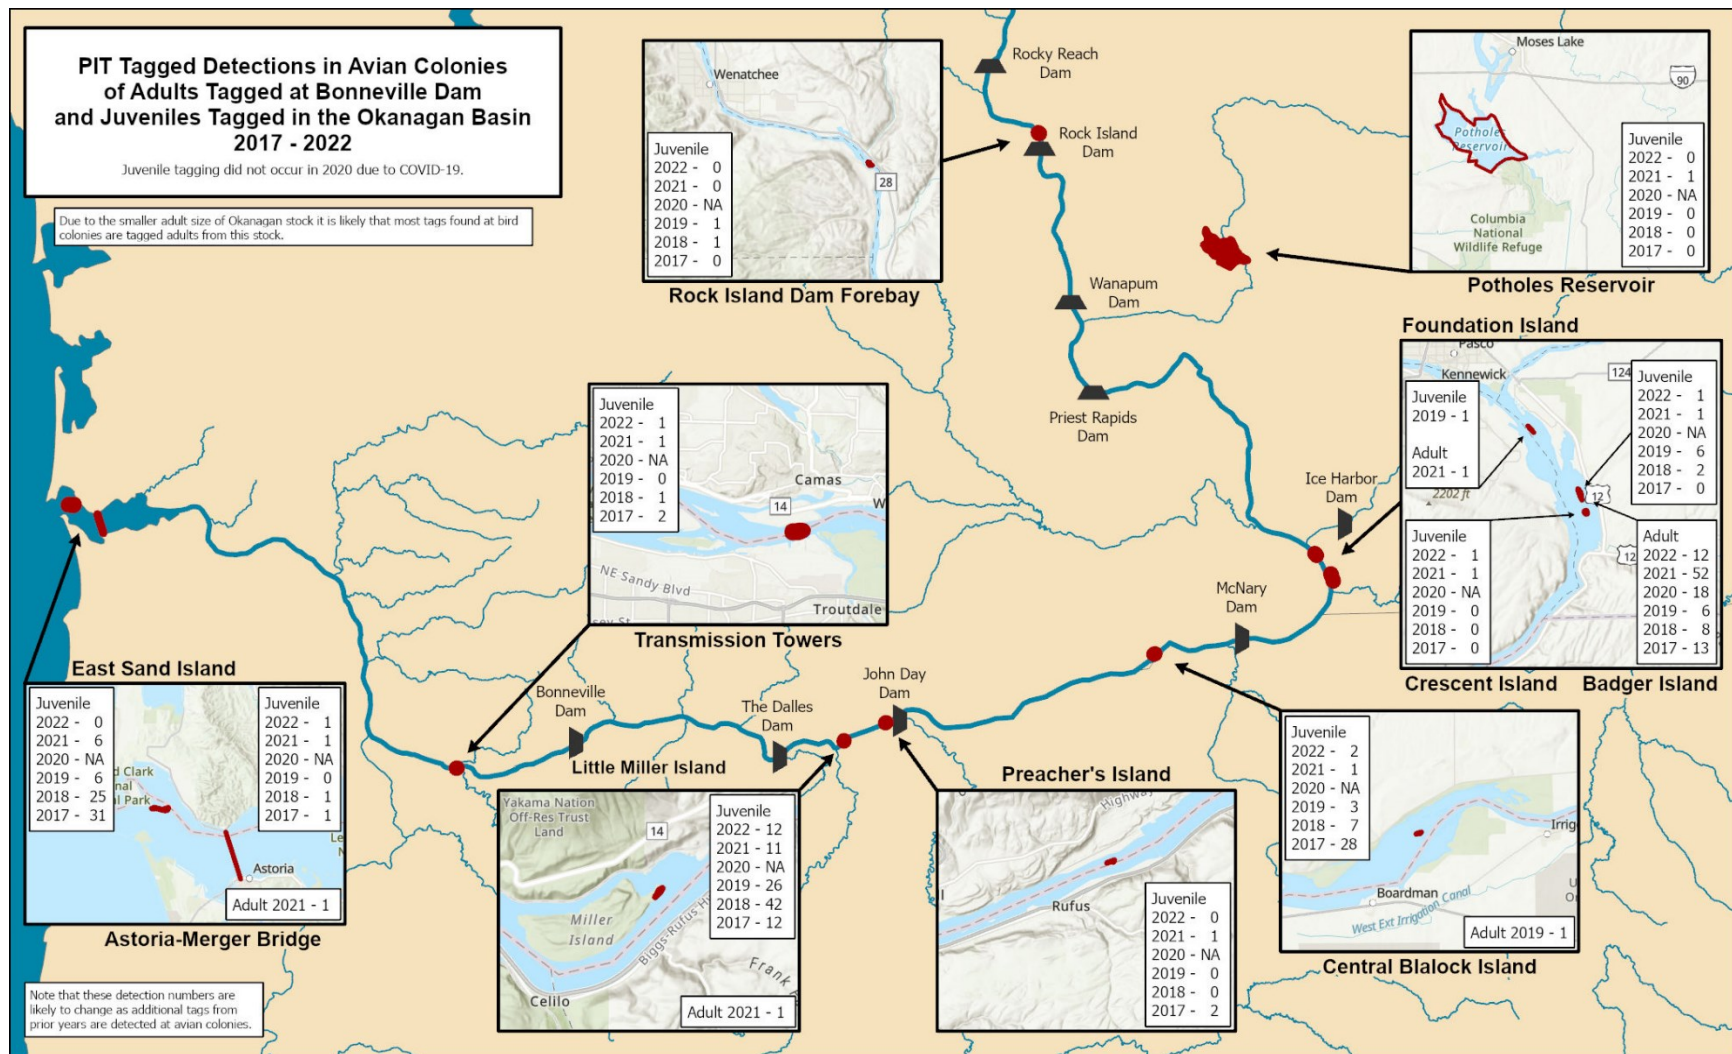 PIT Tagged Detections in Avian Colonies
of Adults Tagged at Bonneville Dam
and Juveniles Tagged in the Okanagan Basin
2017 - 2022
Juvenile tagging did not occur in 2020 due to COVID-19.
Due to the smaller adult size of Okanagan stock it is likely that most tags found at bird
colonies are tagged adults from this stock.
Wenatchee
28
Juvenile
2022 - 0
2021 - 0
2020 - NA
2019 - 1
2018 - 1
2017 - 0
Rock Island Dam Forebay
Rocky Reach
Dam
Rock Island
Dam
Wanapum
Dam
Priest Rapids
Dam
Moses Lake
90
Potholes
Reservoir
Columbia
National
Wildlife Refuge
Juvenile
2022 - 0
2021 - 1
2020 - NA
2019 - 0
2018 - 0
2017 - 0
Potholes Reservoir
Foundation Island
Pasco
Kennewick
124
12
12
2202 ft
Juvenile
2019 - 1
Adult
2021 - 1
Juvenile
2022 - 1
2021 - 1
2020 - NA
2019 - 6
2018 - 2
2017 - 0
Juvenile
2022 - 1
2021 - 1
2020 - NA
2019 - 0
2018 - 0
2017 - 0
Adult
2022 - 12
2021 - 52
2020 - 18
2019 - 6
2018 - 8
2017 - 13
Crescent Island
Badger Island
Ice Harbor
Dam
McNary
Dam
John Day
Dam
The Dalles
Dam
Bonneville
Dam
Juvenile
2022 - 1
2021 - 1
2020 - NA
2019 - 0
2018 - 1
2017 - 2
Camas
14
W
NE Sandy Blvd
Troutdale
sey St
Transmission Towers
East Sand Island
Juvenile
2022 - 0
2021 - 6
2020 - NA
2019 - 6
2018 - 25
2017 - 31
Juvenile
2022 - 1
2021 - 1
2020 - NA
2019 - 0
2018 - 1
2017 - 1
d Clark
nal
al Park
Le
Astoria
Adult 2021 - 1
Astoria-Merger Bridge
Little Miller Island
Yakama Nation
Off-Res Trust
Land
14
Juvenile
2022 - 12
2021 - 11
2020 - NA
2019 - 26
2018 - 42
2017 - 12
Miller
Island
Biggs-Rufus H
Frank
Celilo
Adult 2021 - 1
Preacher's Island
Highway
Rufus
Juvenile
2022 - 0
2021 - 1
2020 - NA
2019 - 0
2018 - 0
2017 - 2
Juvenile
2022 - 2
2021 - 1
2020 - NA
2019 - 3
2018 - 7
2017 - 28
Irrig
Boardman
West Ext Irrigation Canal
Adult 2019 - 1
Central Blalock Island
Note that these detection numbers are
likely to change as additional tags from
prior years are detected at avian colonies.